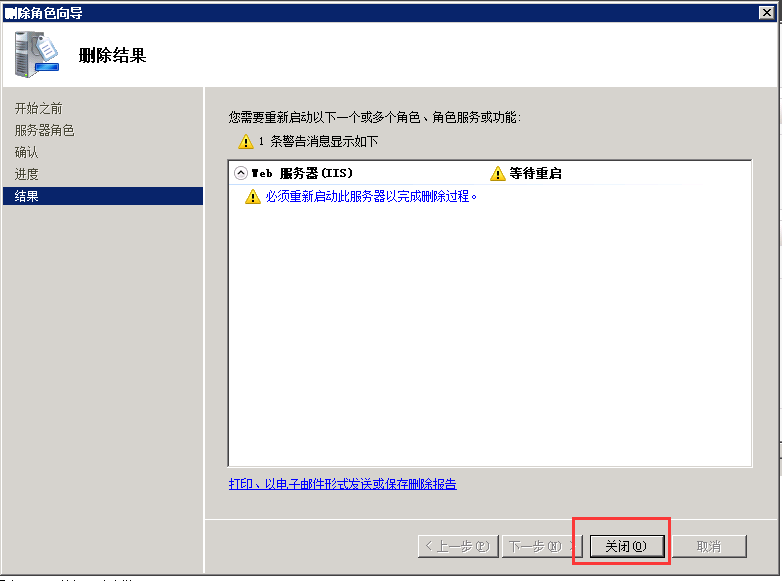 删除角色向导
删除结果
开始之前
服务器角色
确认
进度
结果
您需要重新启动以下一个或多个角色、角色服务或功能:
1 条警告消息显示如下
Web 服务器(IIS) 等待重启
必须重新启动此服务器以完成删除过程。
打印、以电子邮件形式发送或保存删除报告
< 上一步(P) 下一步(N) > 关闭(O) 取消